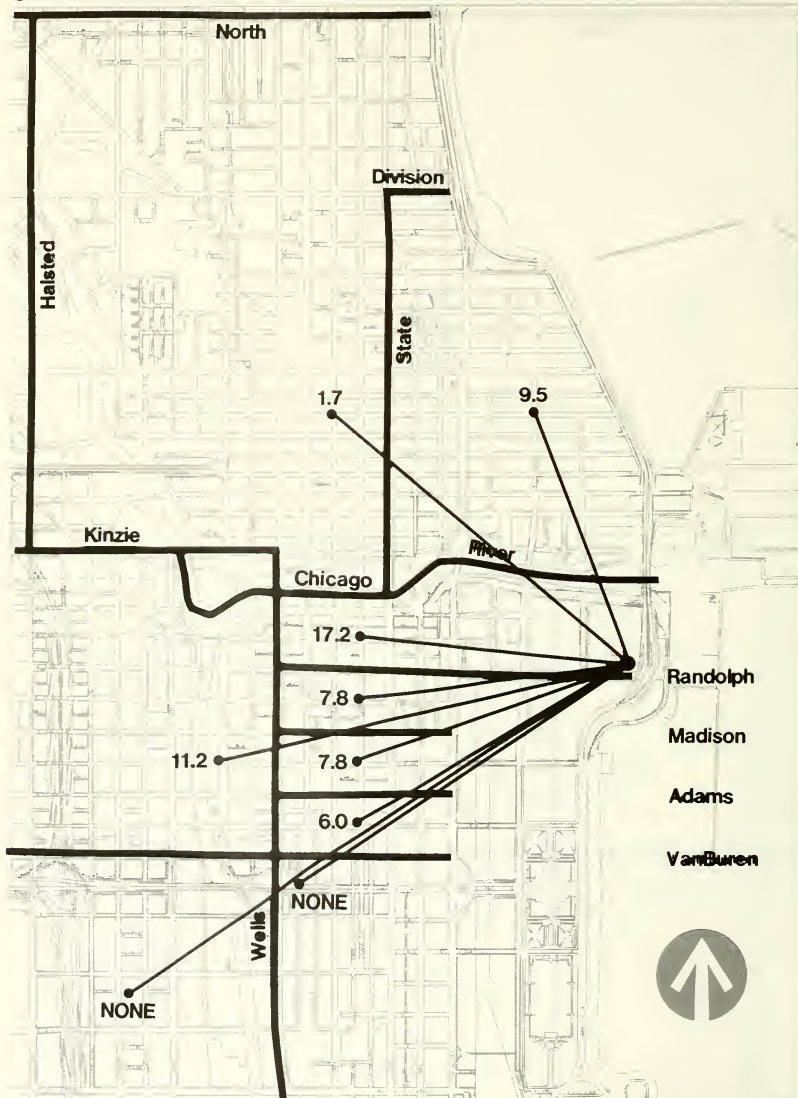 North
Division
Halsted
State
1.7
9.5
Kinzie
River
Chicago
17.2
Randolph
7.8
Madison
11.2
7.8
Adams
6.0
VanBuren
NONE
Wells
NONE